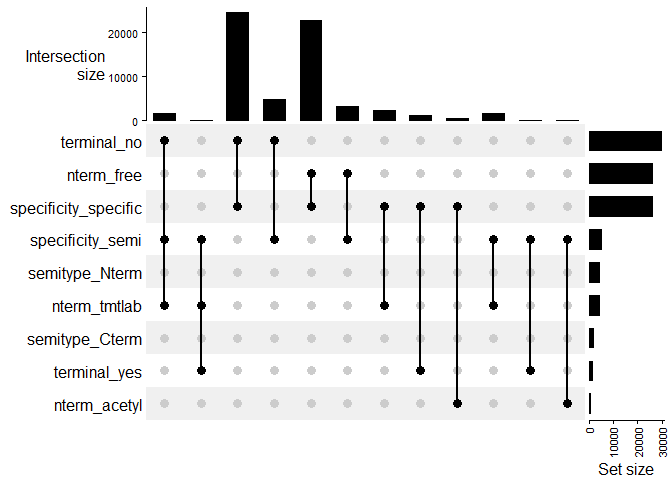 20000
Intersection
size
10000
0
terminal_no
nterm_free
specificity_specific
specificity_semi
semitype_Nterm
nterm_tmtlab
semitype_Cterm
terminal_yes
nterm_acetyl
0
10000
20000
30000
Set size